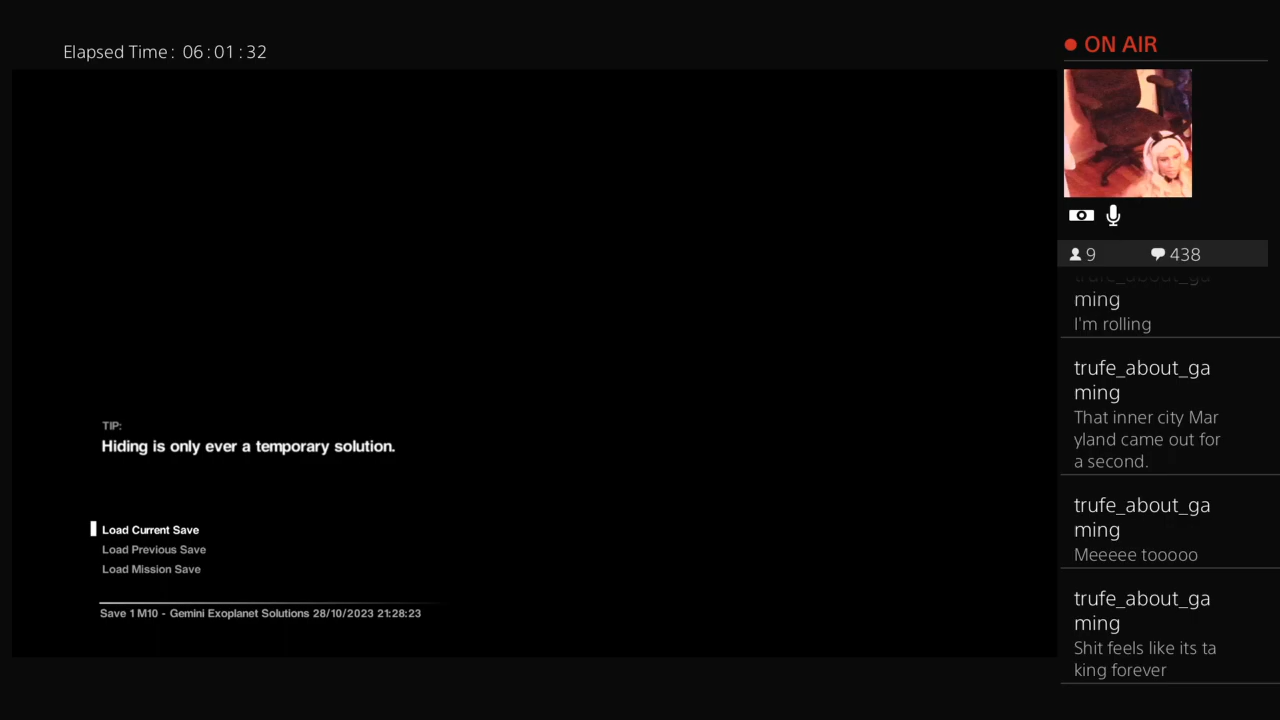 Elapsed Time: 06:01:32
TIP:
Hiding is only ever a temporary solution.
Load Current Save
Load Previous Save
Load Mission Save
Save 1 M10 - Gemini Exoplanet Solutions 28/10/2023 21:28:23
ON AIR
9 438
trufe_about_ga
ming
I'm rolling
trufe_about_ga
ming
That inner city Mar
yland came out for
a second.
trufe_about_ga
ming
Meeeee tooooo
trufe_about_ga
ming
Shit feels like its ta
king forever